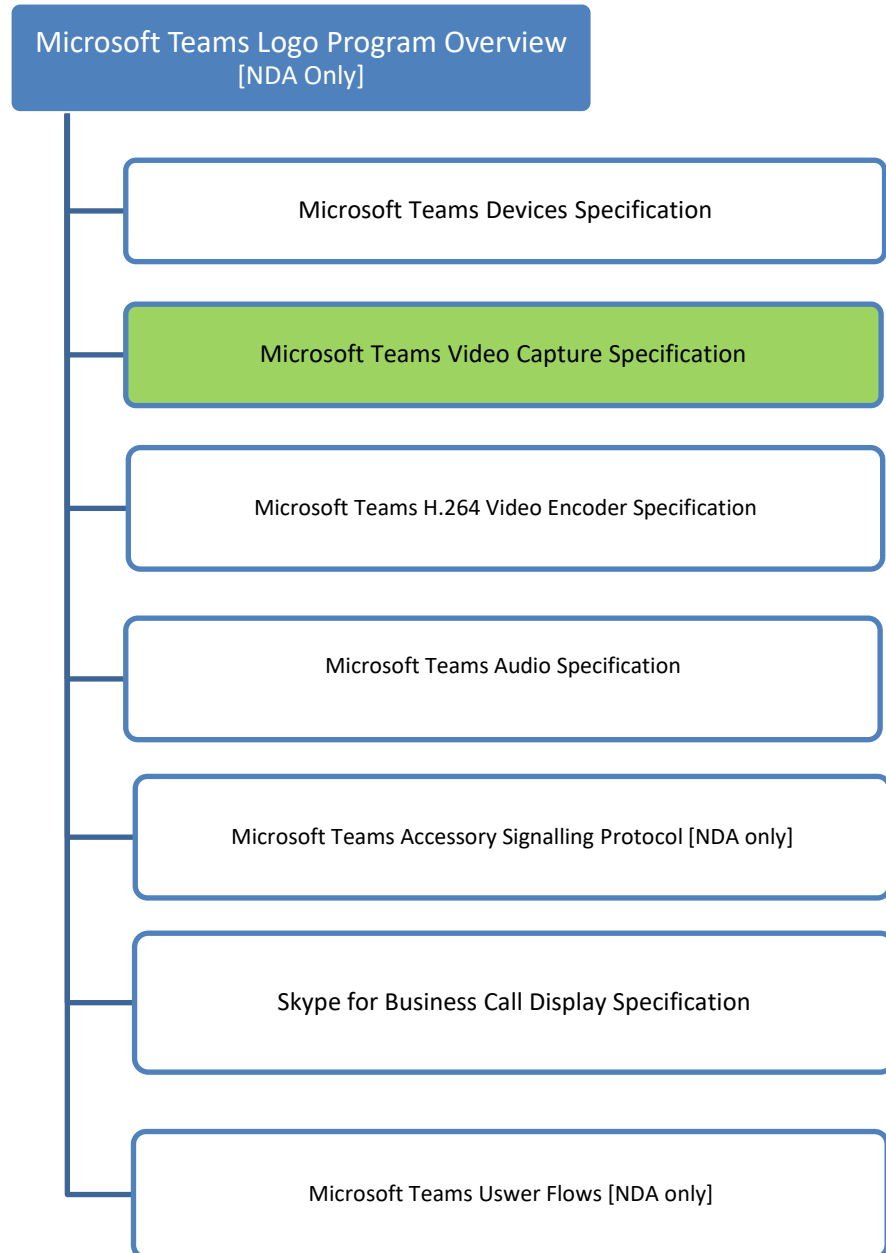 Microsoft Teams Logo Program Overview
[NDA Only]
Microsoft Teams Devices Specification
Microsoft Teams Video Capture Specification
Microsoft Teams H.264 Video Encoder Specification
Microsoft Teams Audio Specification
Microsoft Teams Accessory Signalling Protocol [NDA only]
Skype for Business Call Display Specification
Microsoft Teams Uswer Flows [NDA only]